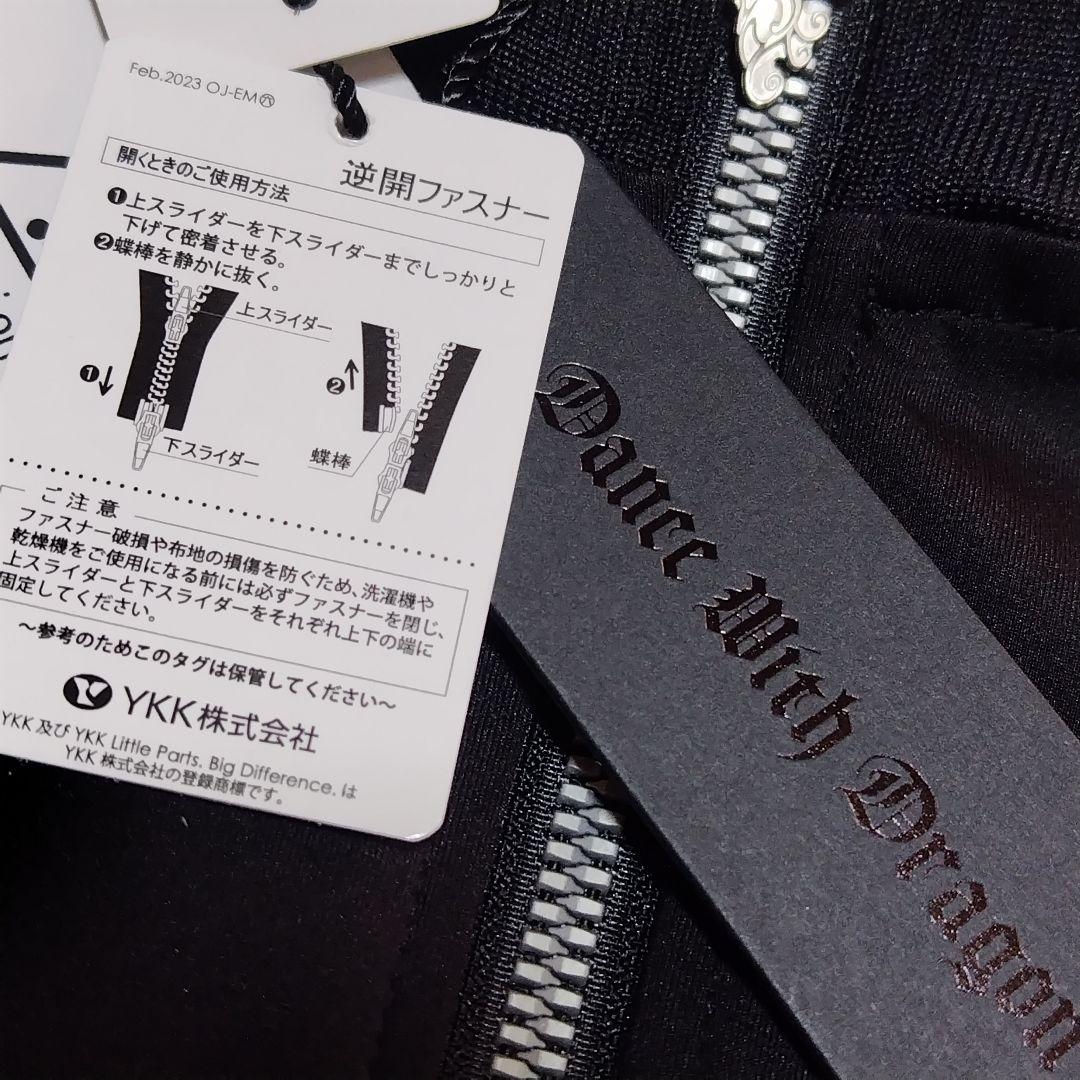 Feb.2023 OJ-EM㊅
逆開ファスナー
開くときのご使用方法
❶上スライダーを下スライダーまでしっかりと
下げて密着させる。
❷蝶棒を静かに抜く。
上スライダー
❶
❷
下スライダー
蝶棒
ご注意
ファスナー破損や布地の損傷を防ぐため、洗濯機や
乾燥機をご使用になる前には必ずファスナーを閉じ、
上スライダーと下スライダーをそれぞれ上下の端に
固定してください。
～参考のためこのタグは保管してください～
YKK株式会社
YKK 及び YKK Little Parts. Big Difference. は
YKK 株式会社の登録商標です。
Dance With Dragon